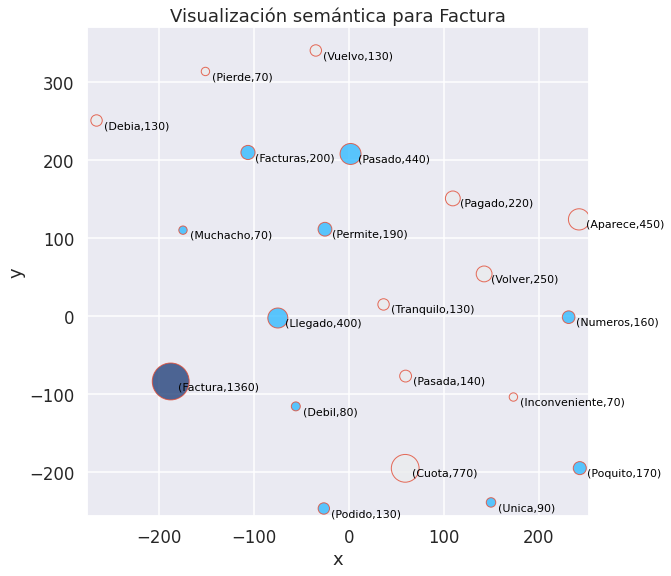 Visualización semántica para Factura
(Vuelvo,130)
(Pierde,70)
300
(Debia,130)
(Facturas,200)
(Pasado,440)
200
(Pagado,220)
(Aparece,450)
(Muchacho,70)
(Permite,190)
100
y
(Volver,250)
(Tranquilo,130)
(Llegado,400)
(Numeros,160)
0
(Factura,1360)
(Pasada,140)
−100
(Debil,80)
(Inconveniente,70)
(Cuota,770)
(Poquito,170)
−200
(Podido,130)
(Unica,90)
−200 −100 0 100 200
x